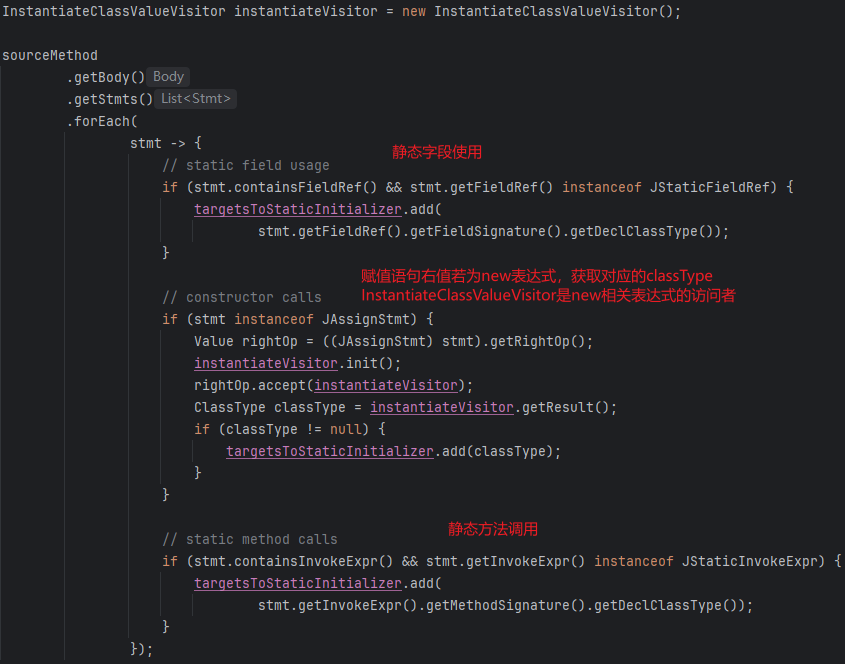 InstantiateClassValueVisitor instantiateVisitor = new InstantiateClassValueVisitor();
sourceMethod
.getBody() Body
.getStmts() List<Stmt>
.forEach(
stmt -> {
静态字段使用
// static field usage
if (stmt.containsFieldRef() && stmt.getFieldRef() instanceof JStaticFieldRef) {
targetsToStaticInitializer.add(
stmt.getFieldRef().getFieldSignature().getDeclClassType());
}
赋值语句右值若为new表达式，获取对应的classType
InstantiateClassValueVisitor是new相关表达式的访问者
// constructor calls
if (stmt instanceof JAssignStmt) {
Value rightOp = ((JAssignStmt) stmt).getRightOp();
instantiateVisitor.init();
rightOp.accept(instantiateVisitor);
ClassType classType = instantiateVisitor.getResult();
if (classType != null) {
targetsToStaticInitializer.add(classType);
}
}
静态方法调用
// static method calls
if (stmt.containsInvokeExpr() && stmt.getInvokeExpr() instanceof JStaticInvokeExpr) {
targetsToStaticInitializer.add(
stmt.getInvokeExpr().getMethodSignature().getDeclClassType());
}
});